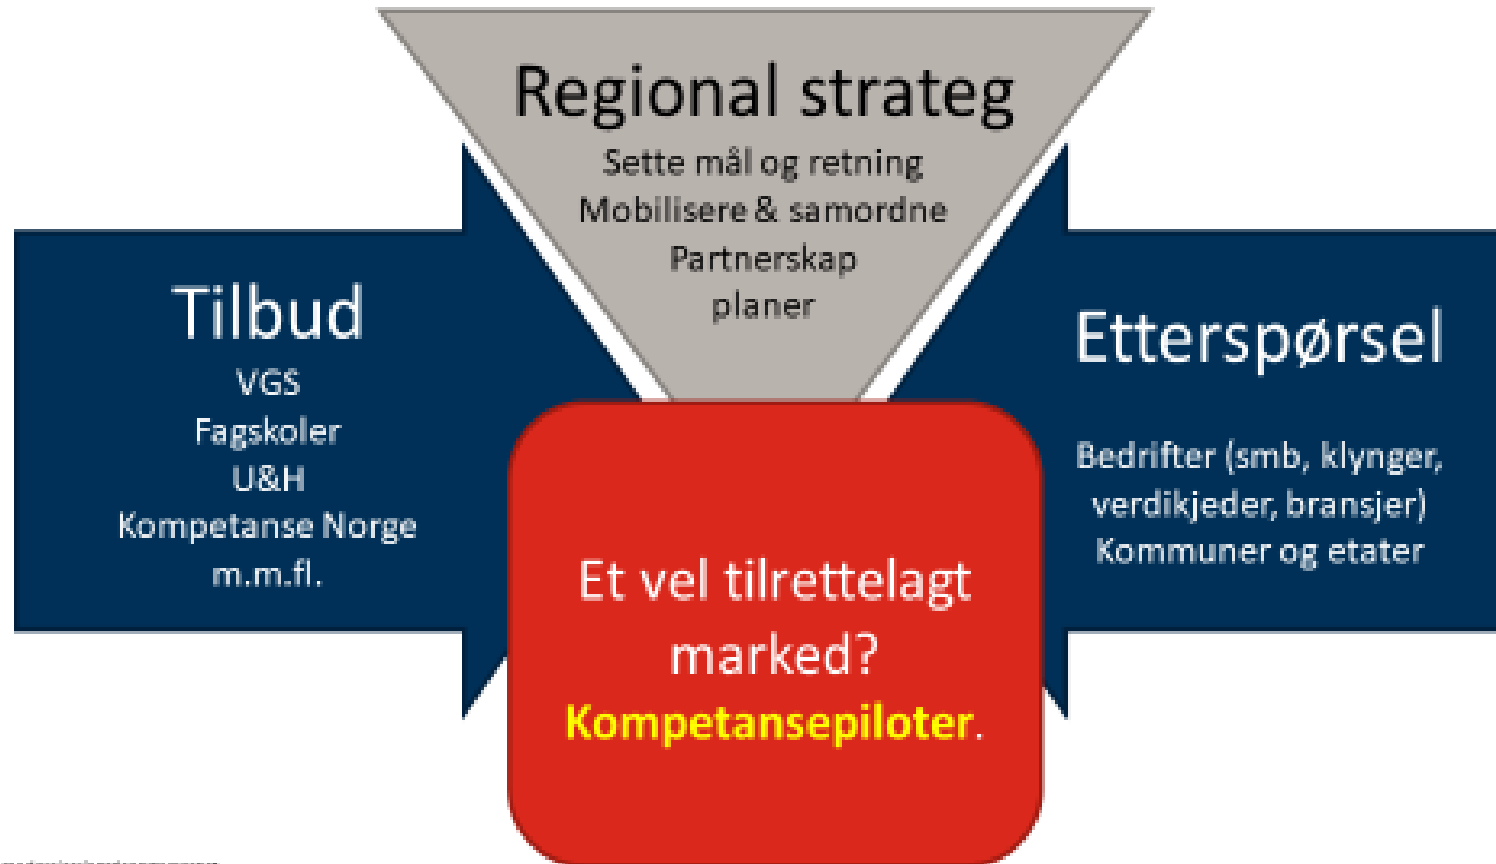 Regional strateg
Sette mål og retning
Mobilisere & samordne
Partnerskap
planer
Tilbud
VGS
Fagskoler
U&H
Kompetanse Norge
m.m.fl.
Etterspørsel
Bedrifter (smb, klynger,
verdikjeder, bransjer)
Kommuner og etater
Et vel tilrettelagt
marked?
Kompetansepiloter.